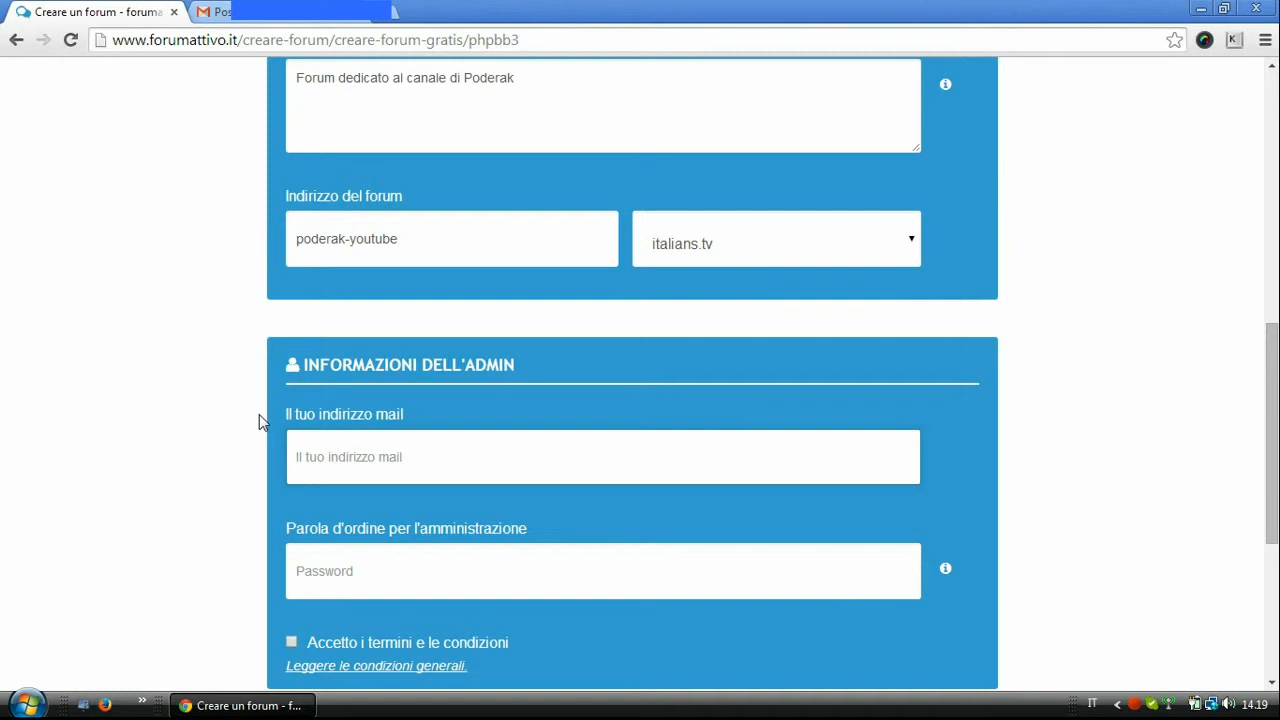 Creare un forum - foruma
Pos
www.forumattivo.it/creare-forum/creare-forum-gratis/phpbb3
Forum dedicato al canale di Poderak
Indirizzo del forum
poderak-youtube
italians.tv
INFORMAZIONI DELL'ADMIN
Il tuo indirizzo mail
Il tuo indirizzo mail
Parola d'ordine per l'amministrazione
Password
Accetto i termini e le condizioni
Leggere le condizioni generali.
Creare un forum - f...
IT
14.19